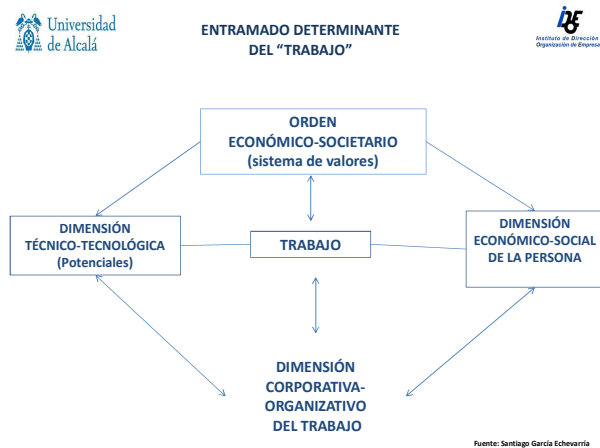 Universidad
de Alcalá
ENTRAMADO DETERMINANTE
DEL “TRABAJO”
Instituto de Dirección
Organización de Empresa
ORDEN
ECONÓMICO-SOCIETARIO
(sistema de valores)
DIMENSIÓN
TÉCNICO-TECNOLÓGICA
(Potenciales)
TRABAJO
DIMENSIÓN
ECONÓMICO-SOCIAL
DE LA PERSONA
DIMENSIÓN
CORPORATIVA-
ORGANIZATIVO
DEL TRABAJO
Fuente: Santiago García Echevarría